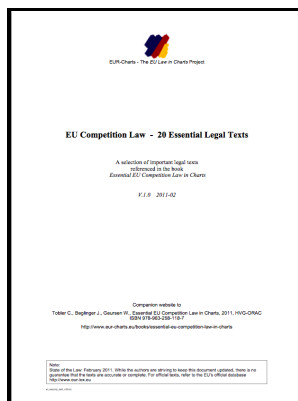 EUR-Charts - The EU Law in Charts Project
EU Competition Law - 20 Essential Legal Texts
A selection of important legal texts
referenced in the book
Essential EU Competition Law in Charts
V.1.0 2011-02
Companion website to
Tobler C., Beglinger J., Geursen W., Essential EU Competition Law in Charts, 2011, HVG-ORAC
ISBN 978-963-258-118-7
http://www.eur-charts.eu/books/essential-eu-competition-law-in-charts
Note:
State of the Law: February 2011. While the authors are striving to keep this document updated, there is no
guarantee that the texts are accurate or complete. For official texts, refer to the EU's official database
http://www.eur-lex.eu